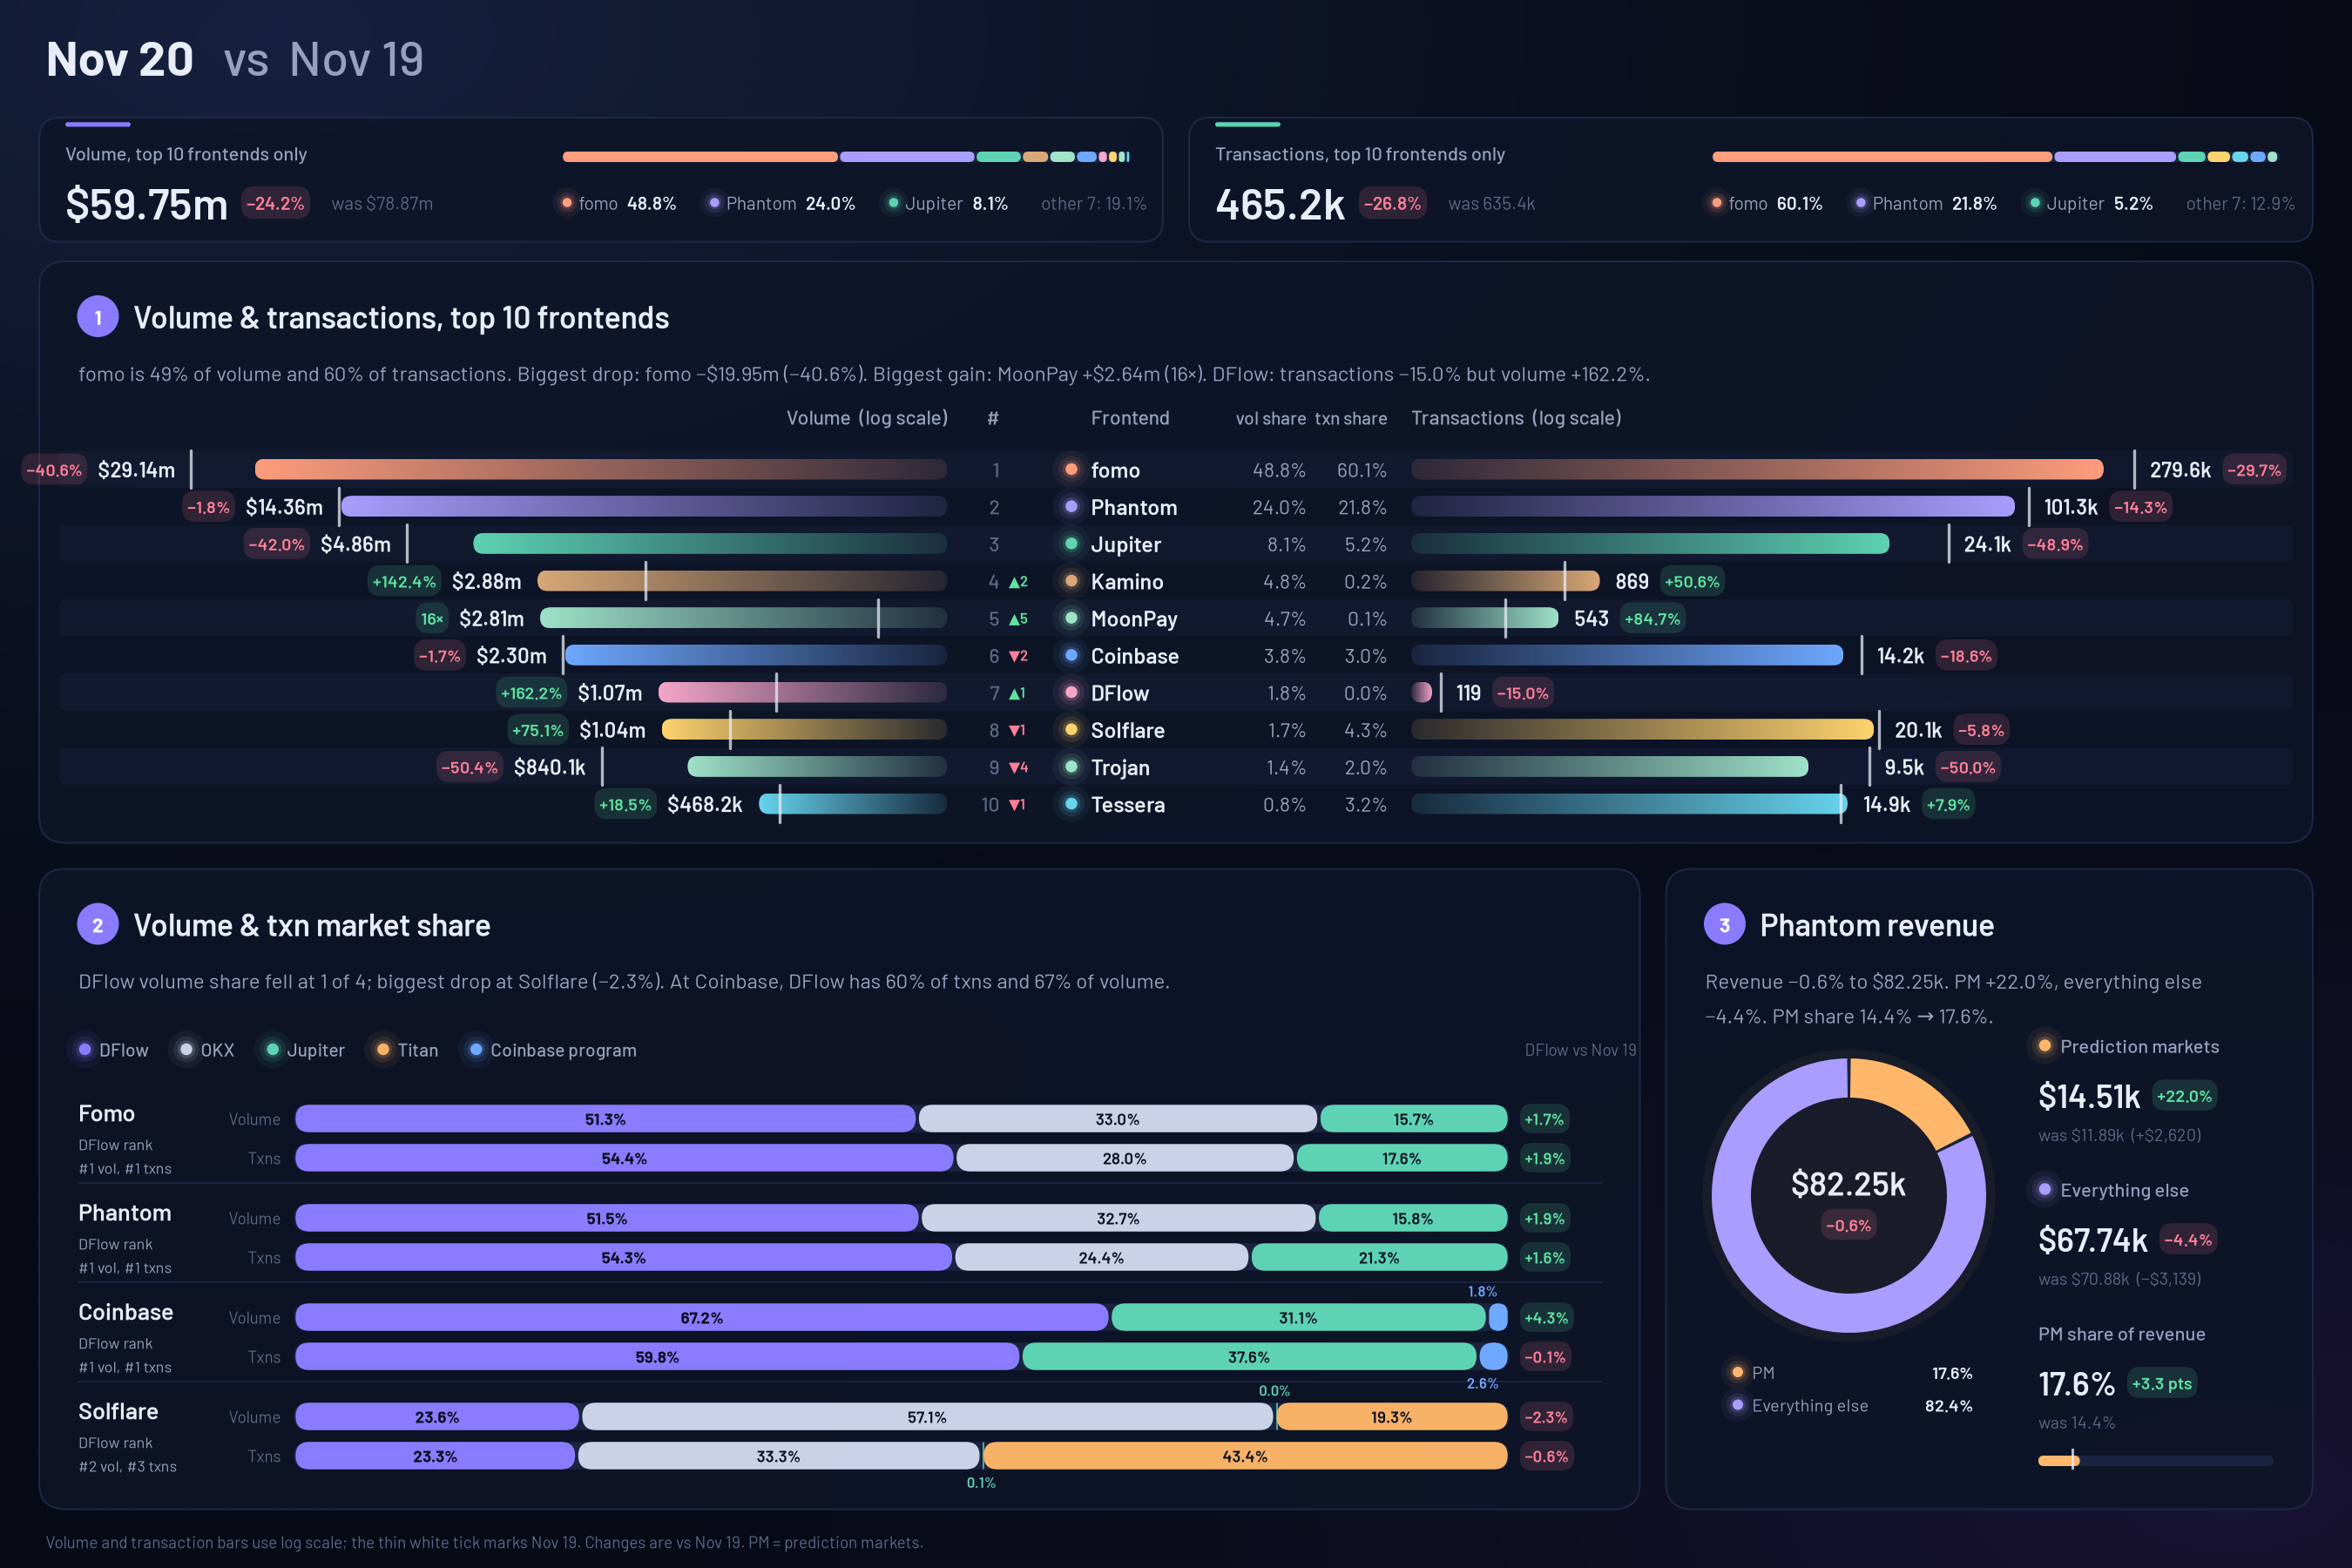 Nov 20 vs Nov 19
Volume, top 10 frontends only
$59.75m −24.2% was $78.87m
fomo 48.8% Phantom 24.0% Jupiter 8.1% other 7: 19.1%
Transactions, top 10 frontends only
465.2k −26.8% was 635.4k
fomo 60.1% Phantom 21.8% Jupiter 5.2% other 7: 12.9%
1 Volume & transactions, top 10 frontends
fomo is 49% of volume and 60% of transactions. Biggest drop: fomo −$19.95m (−40.6%). Biggest gain: MoonPay +$2.64m (16×). DFlow: transactions −15.0% but volume +162.2%.
Volume (log scale) # Frontend vol share txn share Transactions (log scale)
−40.6% $29.14m 1 fomo 48.8% 60.1% 279.6k −29.7%
−1.8% $14.36m 2 Phantom 24.0% 21.8% 101.3k −14.3%
−42.0% $4.86m 3 Jupiter 8.1% 5.2% 24.1k −48.9%
+142.4% $2.88m 4 ▲2 Kamino 4.8% 0.2% 869 +50.6%
16× $2.81m 5 ▲5 MoonPay 4.7% 0.1% 543 +84.7%
−1.7% $2.30m 6 ▼2 Coinbase 3.8% 3.0% 14.2k −18.6%
+162.2% $1.07m 7 ▲1 DFlow 1.8% 0.0% 119 −15.0%
+75.1% $1.04m 8 ▼1 Solflare 1.7% 4.3% 20.1k −5.8%
−50.4% $840.1k 9 ▼4 Trojan 1.4% 2.0% 9.5k −50.0%
+18.5% $468.2k 10 ▼1 Tessera 0.8% 3.2% 14.9k +7.9%
2 Volume & txn market share
DFlow volume share fell at 1 of 4; biggest drop at Solflare (−2.3%). At Coinbase, DFlow has 60% of txns and 67% of volume.
DFlow OKX Jupiter Titan Coinbase program DFlow vs Nov 19
Fomo
DFlow rank
#1 vol, #1 txns
Volume 51.3% 33.0% 15.7% +1.7%
Txns 54.4% 28.0% 17.6% +1.9%
Phantom
DFlow rank
#1 vol, #1 txns
Volume 51.5% 32.7% 15.8% +1.9%
Txns 54.3% 24.4% 21.3% +1.6%
Coinbase
DFlow rank
#1 vol, #1 txns
1.8%
Volume 67.2% 31.1% +4.3%
Txns 59.8% 37.6% −0.1%
2.6%
Solflare
DFlow rank
#2 vol, #3 txns
0.0%
Volume 23.6% 57.1% 19.3% −2.3%
Txns 23.3% 33.3% 43.4% −0.6%
0.1%
3 Phantom revenue
Revenue −0.6% to $82.25k. PM +22.0%, everything else
−4.4%. PM share 14.4% → 17.6%.
$82.25k
−0.6%
PM 17.6%
Everything else 82.4%
Prediction markets
$14.51k +22.0%
was $11.89k (+$2,620)
Everything else
$67.74k −4.4%
was $70.88k (−$3,139)
PM share of revenue
17.6% +3.3 pts
was 14.4%
Volume and transaction bars use log scale; the thin white tick marks Nov 19. Changes are vs Nov 19. PM = prediction markets.